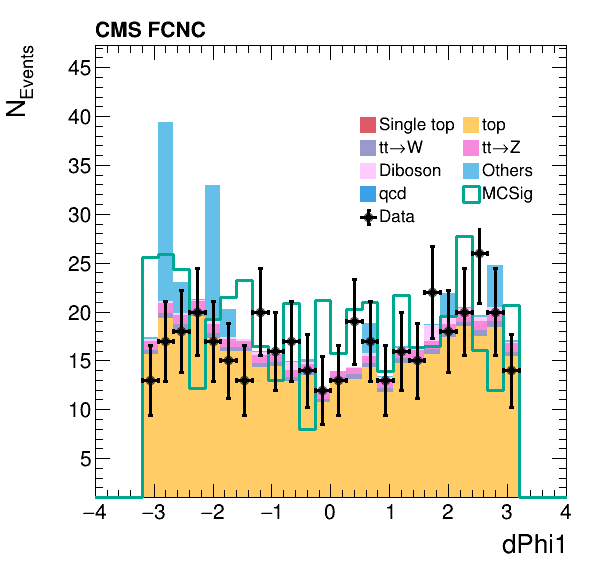 CMS FCNC
N_Events
45
40
35
30
25
20
15
10
5
Single top
top
tt→W
tt→Z
Diboson
Others
qcd
MCSig
Data
−4 −3 −2 −1 0 1 2 3 4
dPhi1